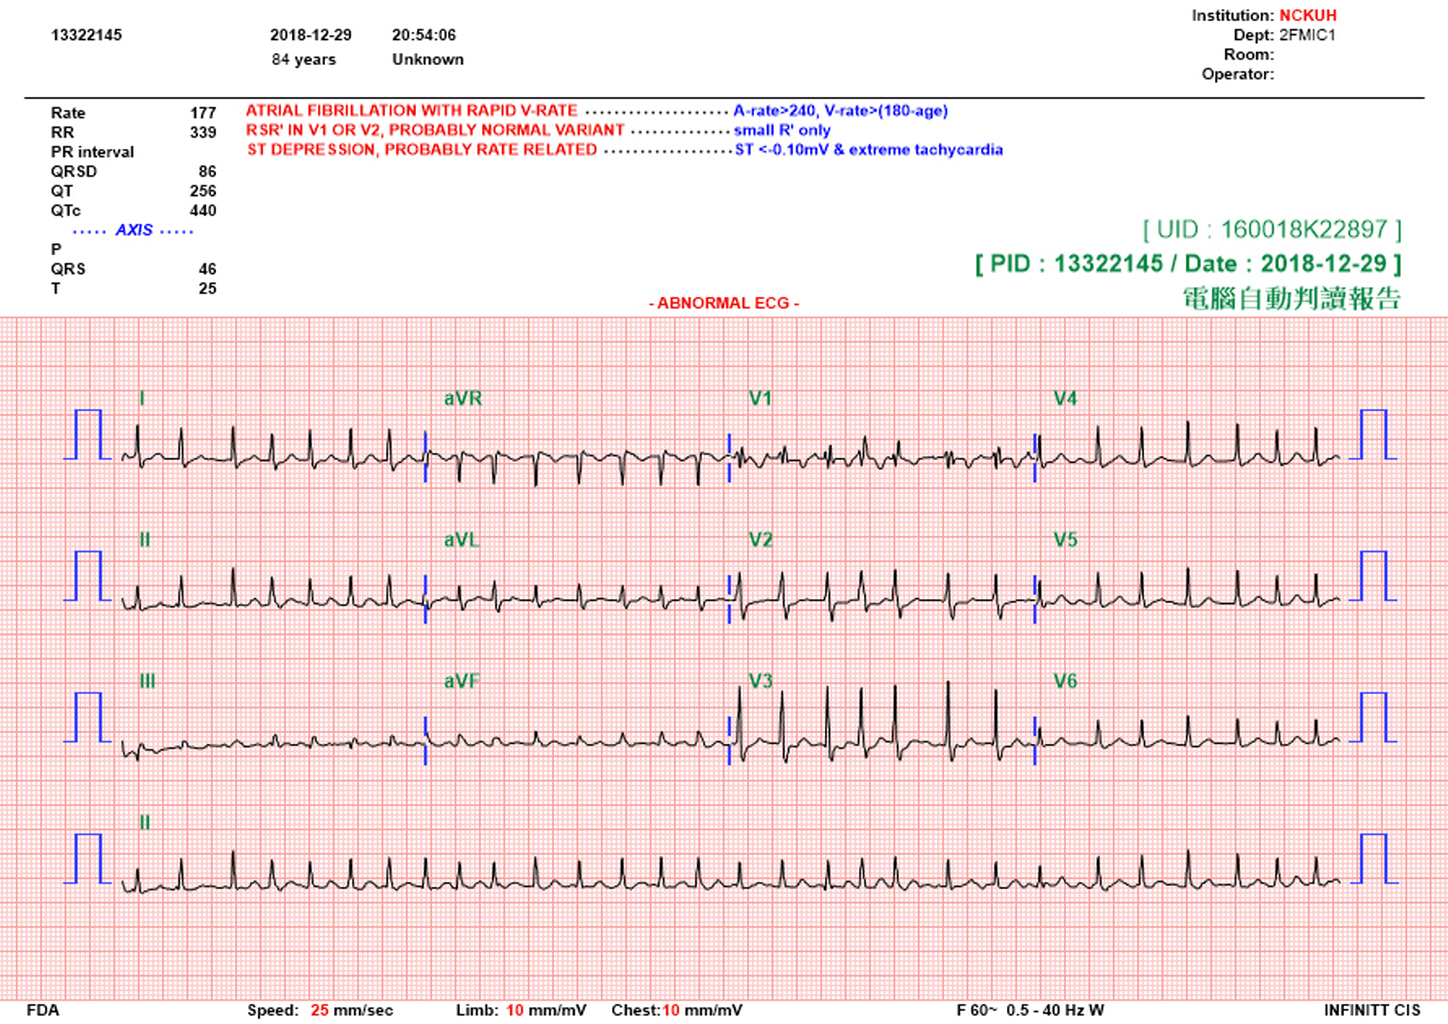 Institution: NCKUH
13322145 2018-12-29 20:54:06 Dept: 2FMIC1
84 years Unknown Room:
Operator:
Rate 177 ATRIAL FIBRILLATION WITH RAPID V-RATE ·················· A-rate>240, V-rate>(180-age)
RR 339 RSR' IN V1 OR V2, PROBABLY NORMAL VARIANT ············· small R' only
PR interval ST DEPRESSION, PROBABLY RATE RELATED ················ ST <-0.10mV & extreme tachycardia
QRSD 86
QT 256
QTc 440
····· AXIS ·····
P
QRS 46
T 25
[ UID : 160018K22897 ]
[ PID : 13322145 / Date : 2018-12-29 ]
電腦自動判讀報告
- ABNORMAL ECG -
I aVR V1 V4
II aVL V2 V5
III aVF V3 V6
II
FDA Speed: 25 mm/sec Limb: 10 mm/mV Chest:10 mm/mV F 60~ 0.5 - 40 Hz W INFINITT CIS